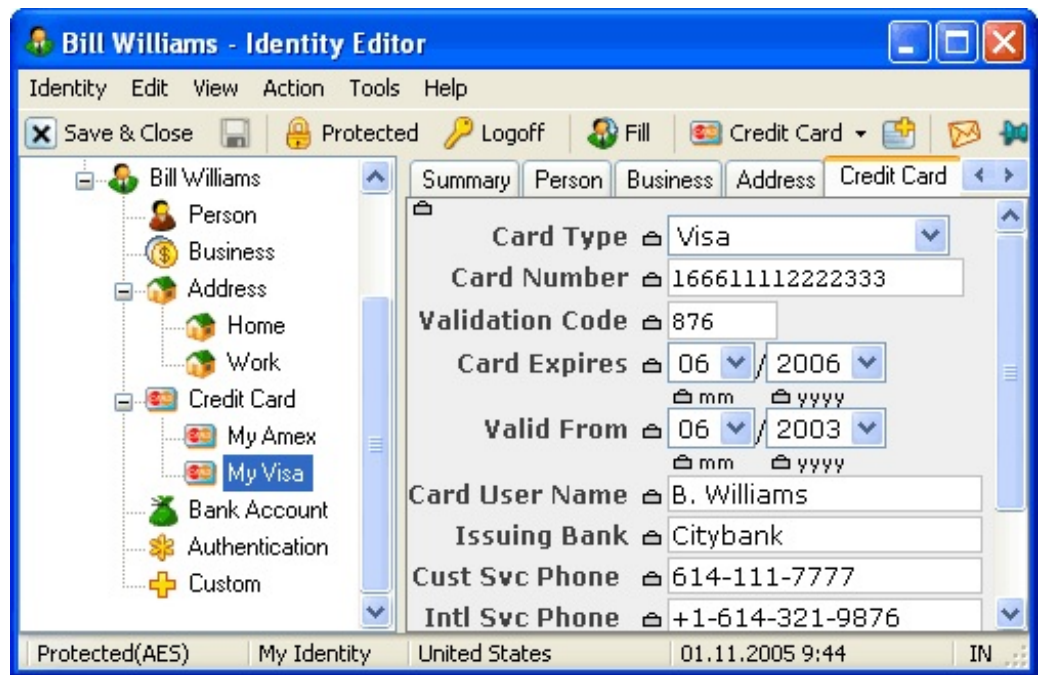 Bill Williams - Identity Editor
Identity Edit View Action Tools Help
Save & Close Protected Logoff Fill Credit Card
Bill Williams
Person
Business
Address
Home
Work
Credit Card
My Amex
My Visa
Bank Account
Authentication
Custom
Summary Person Business Address Credit Card
Card Type Visa
Card Number 166611112222333
Validation Code 876
Card Expires 06 / 2006
mm yyyy
Valid From 06 / 2003
mm yyyy
Card User Name B. Williams
Issuing Bank Citybank
Cust Svc Phone 614-111-7777
Intl Svc Phone +1-614-321-9876
Protected(AES) My Identity United States 01.11.2005 9:44 IN